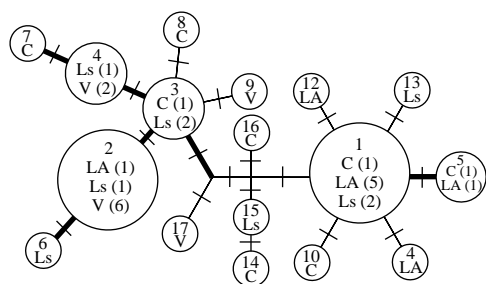 7
C
4
Ls (1)
V (2)
8
C
3
C (1)
Ls (2)
9
V
2
LA (1)
Ls (1)
V (6)
6
Ls
17
V
16
C
15
Ls
14
C
12
LA
13
Ls
1
C (1)
LA (5)
Ls (2)
5
C (1)
LA (1)
10
C
4
LA